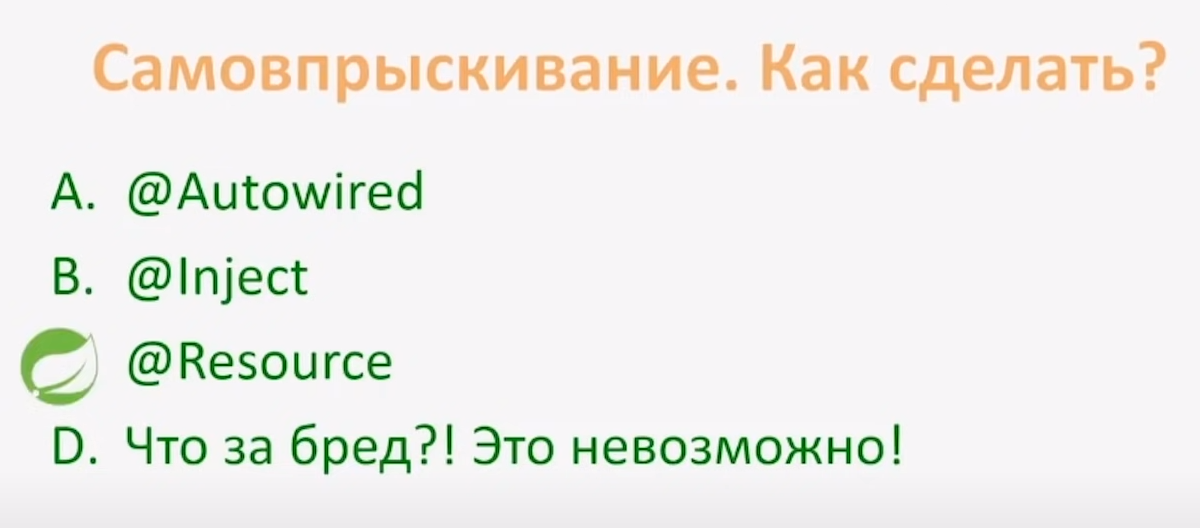 Самовпрыскивание. Как сделать?
A. @Autowired
B. @Inject
@Resource
D. Что за бред?! Это невозможно!